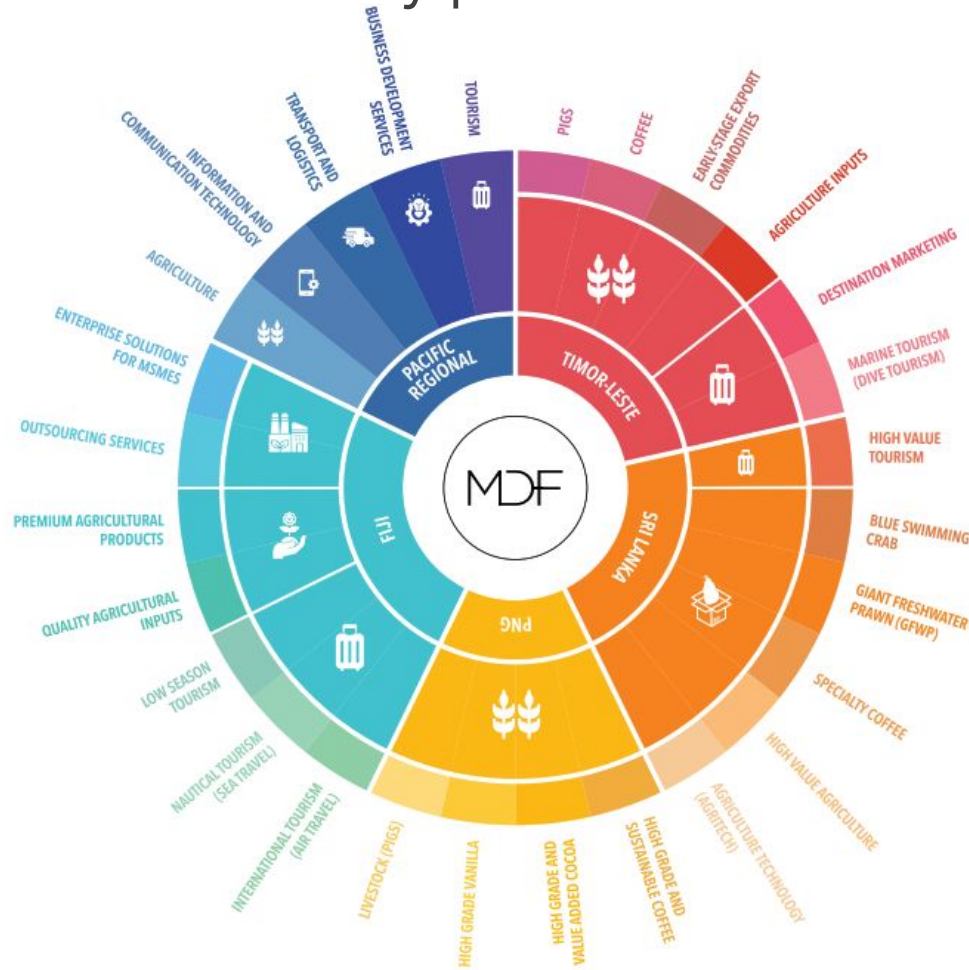 BUSINESS DEVELOPMENT
SERVICES
TOURISM
TRANSPORT AND
LOGISTICS
INFORMATION AND
COMMUNICATION TECHNOLOGY
AGRICULTURE
ENTERPRISE SOLUTIONS
FOR MSMES
OUTSOURCING SERVICES
PREMIUM AGRICULTURAL
PRODUCTS
QUALITY AGRICULTURAL
INPUTS
LOW SEASON
TOURISM
NAUTICAL TOURISM
(SEA TRAVEL)
INTERNATIONAL TOURISM
(AIR TRAVEL)
LIVESTOCK (PIGS)
HIGH GRADE VANILLA
HIGH GRADE AND
VALUE ADDED COCOA
HIGH GRADE AND
SUSTAINABLE COFFEE
AGRICULTURE TECHNOLOGY
(AGRITECH)
HIGH VALUE AGRICULTURE
SPECIALTY COFFEE
GIANT FRESHWATER
PRAWN (GFWP)
BLUE SWIMMING
CRAB
HIGH VALUE
TOURISM
MARINE TOURISM
(DIVE TOURISM)
DESTINATION MARKETING
AGRICULTURE INPUTS
EARLY-STAGE EXPORT
COMMODITIES
COFFEE
PIGS
PACIFIC
REGIONAL
TIMOR-LESTE
SRI LANKA
PNG
FIJI
MDF